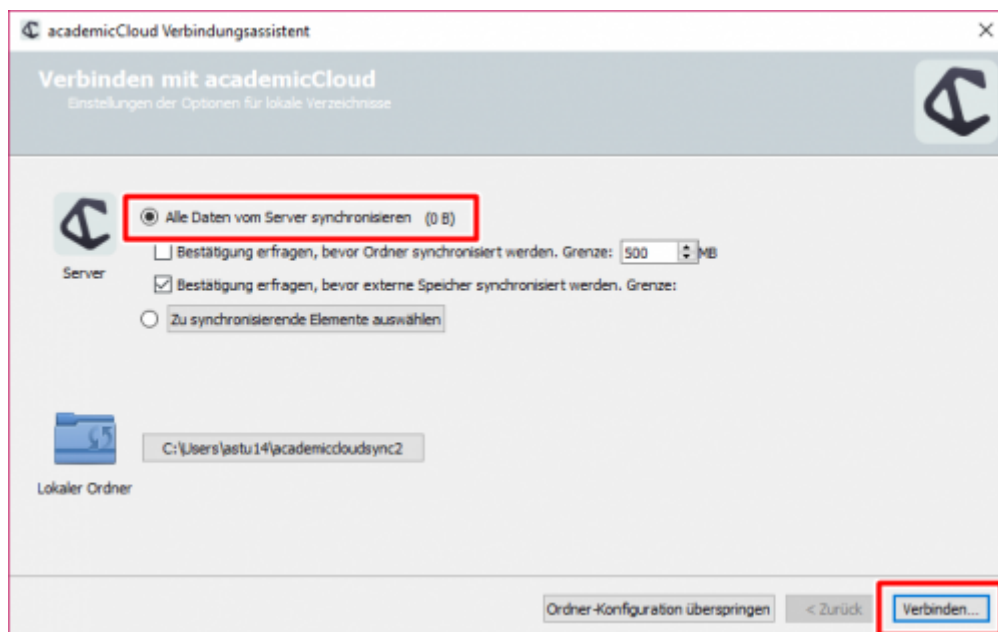 academicCloud Verbindungsassistent
Verbinden mit academicCloud
Einstellungen der Optionen für lokale Verzeichnisse
Alle Daten vom Server synchronisieren (0 B)
Bestätigung erfragen, bevor Ordner synchronisiert werden. Grenze: 500 MB
Server
Bestätigung erfragen, bevor externe Speicher synchronisiert werden. Grenze:
Zu synchronisierende Elemente auswählen
C:\Users\astu14\academiccloudsync2
Lokaler Ordner
Ordner-Konfiguration überspringen < Zurück Verbinden...